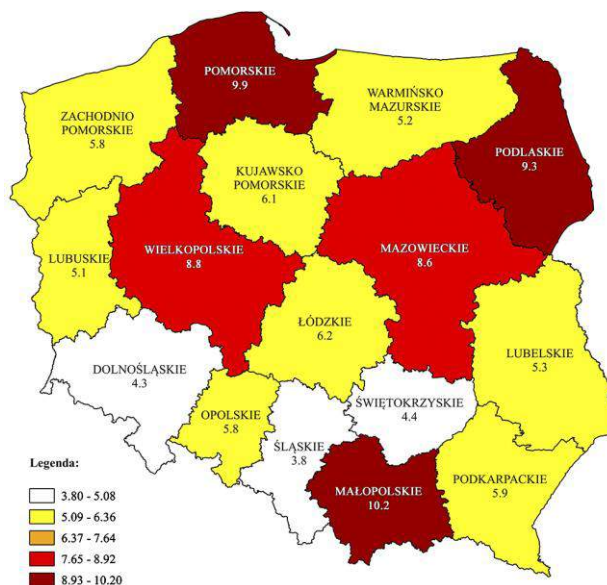 POMORSKIE
9.9
WARMIŃSKO
MAZURSKIE
5.2
ZACHODNIO
POMORSKIE
5.8
PODLASKIE
9.3
KUJAWSKO
POMORSKIE
6.1
WIELKOPOLSKIE
8.8
MAZOWIECKIE
8.6
LUBUSKIE
5.1
ŁÓDZKIE
6.2
LUBELSKIE
5.3
DOLNOŚLĄSKIE
4.3
OPOLSKIE
5.8
ŚWIĘTOKRZYSKIE
4.4
ŚLĄSKIE
3.8
MAŁOPOLSKIE
10.2
PODKARPACKIE
5.9
Legenda:
3.80 - 5.08
5.09 - 6.36
6.37 - 7.64
7.65 - 8.92
8.93 - 10.20